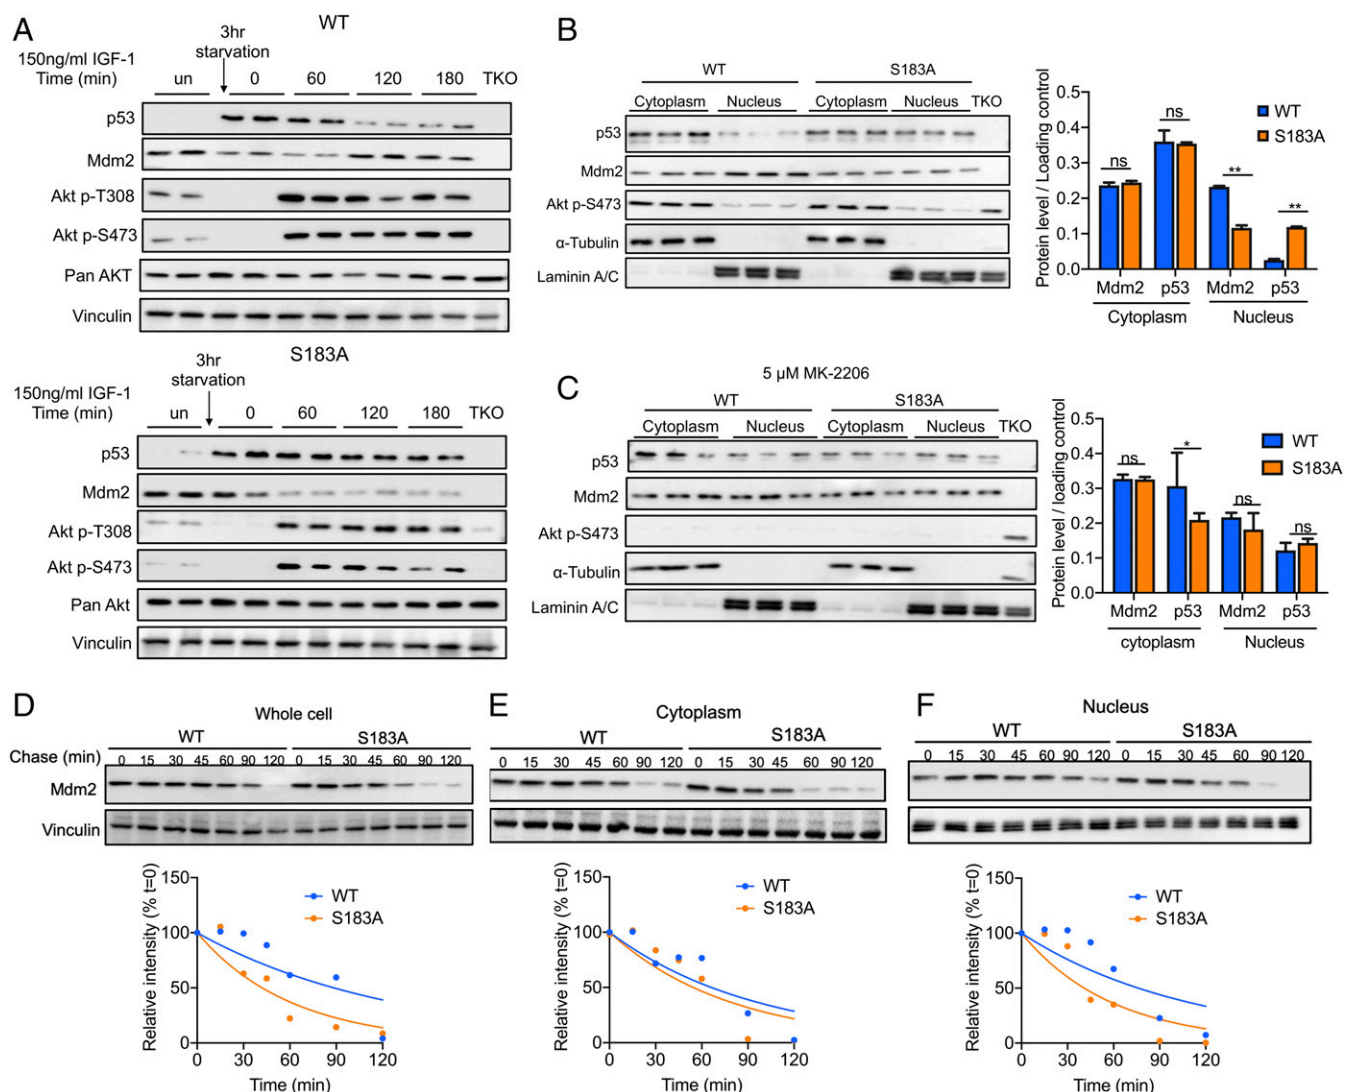 A
WT
3hr
starvation
150ng/ml IGF-1
Time (min)
un 0 60 120 180 TKO
p53
Mdm2
Akt p-T308
Akt p-S473
Pan AKT
Vinculin
S183A
3hr
starvation
150ng/ml IGF-1
Time (min)
un 0 60 120 180 TKO
p53
Mdm2
Akt p-T308
Akt p-S473
Pan Akt
Vinculin
B
WT S183A
Cytoplasm Nucleus Cytoplasm Nucleus TKO
p53
Mdm2
Akt p-S473
α-Tubulin
Laminin A/C
Protein level / Loading control
0.5
0.4
0.3
0.2
0.1
0.0
WT
S183A
ns
ns
**
**
Mdm2 p53 Mdm2 p53
Cytoplasm Nucleus
C
5 μM MK-2206
WT S183A
Cytoplasm Nucleus Cytoplasm Nucleus TKO
p53
Mdm2
Akt p-S473
α-Tubulin
Laminin A/C
Protein level / loading control
0.5
0.4
0.3
0.2
0.1
0.0
WT
S183A
ns
*
ns
ns
Mdm2 p53 Mdm2 p53
cytoplasm Nucleus
D
Whole cell
WT S183A
Chase (min) 0 15 30 45 60 90 120 0 15 30 45 60 90 120
Mdm2
Vinculin
Relative intensity (% t=0)
150
100
50
0
WT
S183A
0 30 60 90 120
Time (min)
E
Cytoplasm
WT S183A
0 15 30 45 60 90 120 0 15 30 45 60 90 120
Relative intensity (% t=0)
150
100
50
0
WT
S183A
0 30 60 90 120
Time (min)
F
Nucleus
WT S183A
0 15 30 45 60 90 120 0 15 30 45 60 90 120
Relative intensity (% t=0)
150
100
50
0
WT
S183A
0 30 60 90 120
Time (min)